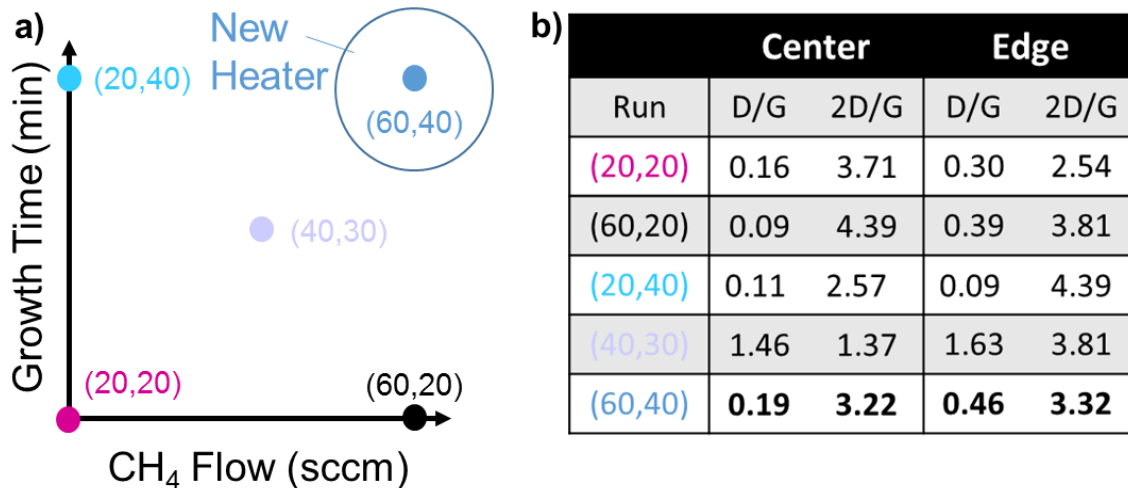 a)
New
Heater
(20,40)
(60,40)
(40,30)
(20,20)
(60,20)
Growth Time (min)
CH₄ Flow (sccm)
b)
Center Edge
Run D/G 2D/G D/G 2D/G
(20,20) 0.16 3.71 0.30 2.54
(60,20) 0.09 4.39 0.39 3.81
(20,40) 0.11 2.57 0.09 4.39
(40,30) 1.46 1.37 1.63 3.81
(60,40) 0.19 3.22 0.46 3.32